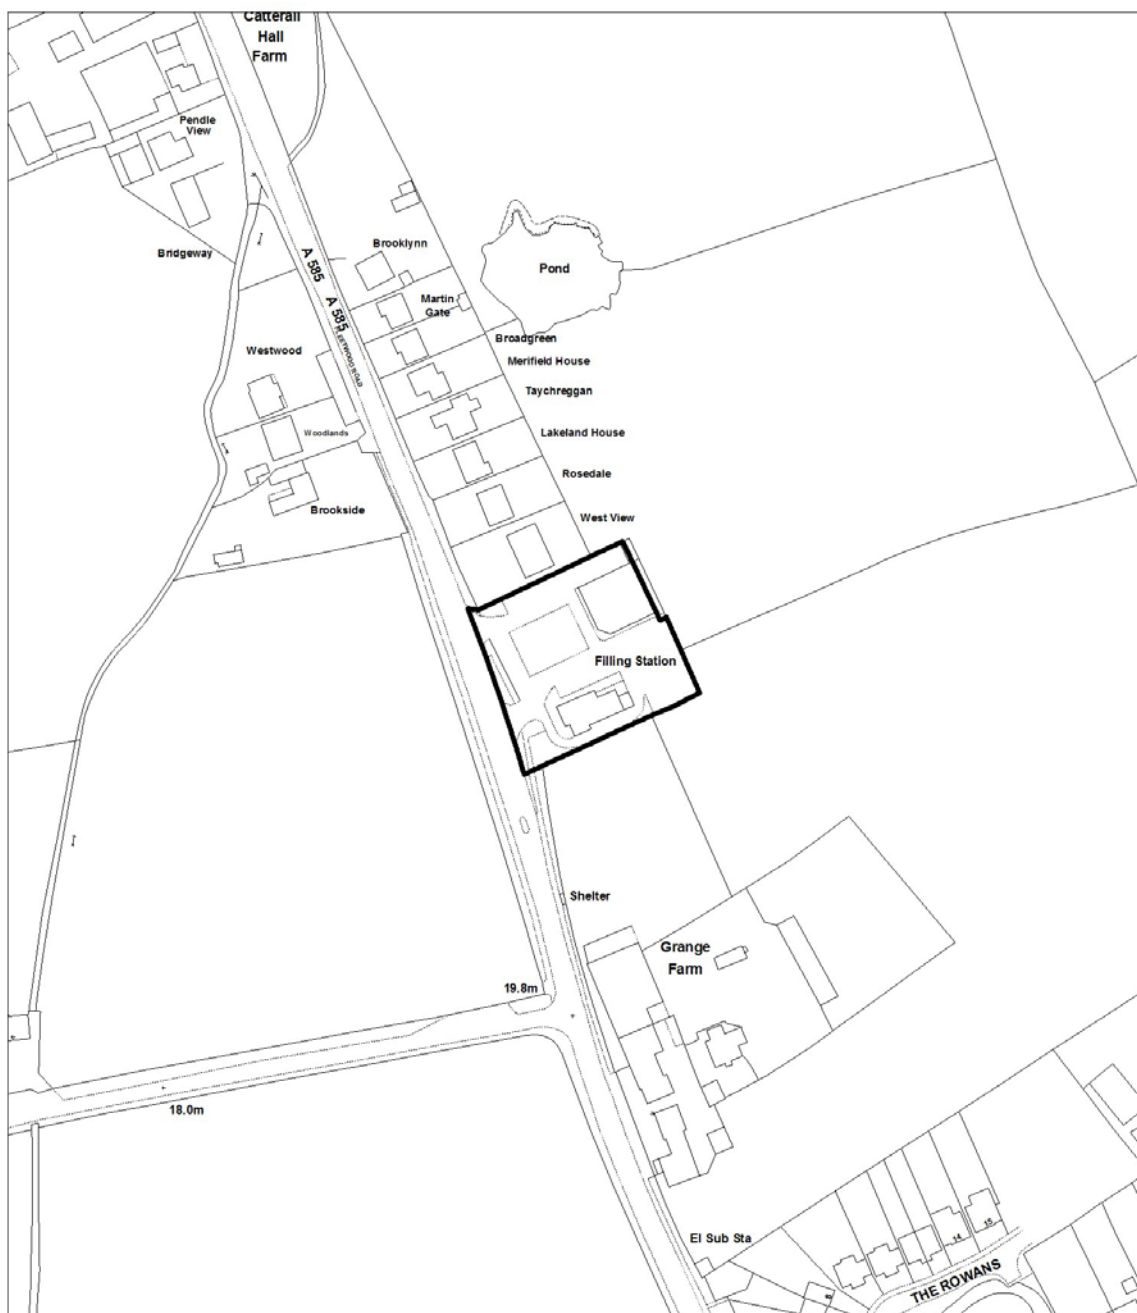 Catterall
Hall
Farm
Pendle
View
Bridgeway
A 585
A 585
FLEETWOOD ROAD
Brooklynn
Pond
Martin
Gate
Broadgreen
Westwood
Merifield House
Taychreggan
Woodlands
Lakeland House
Rosedale
Brookside
West View
Filling Station
Shelter
Grange
Farm
19.8m
18.0m
El Sub Sta
14
15
THE ROWANS